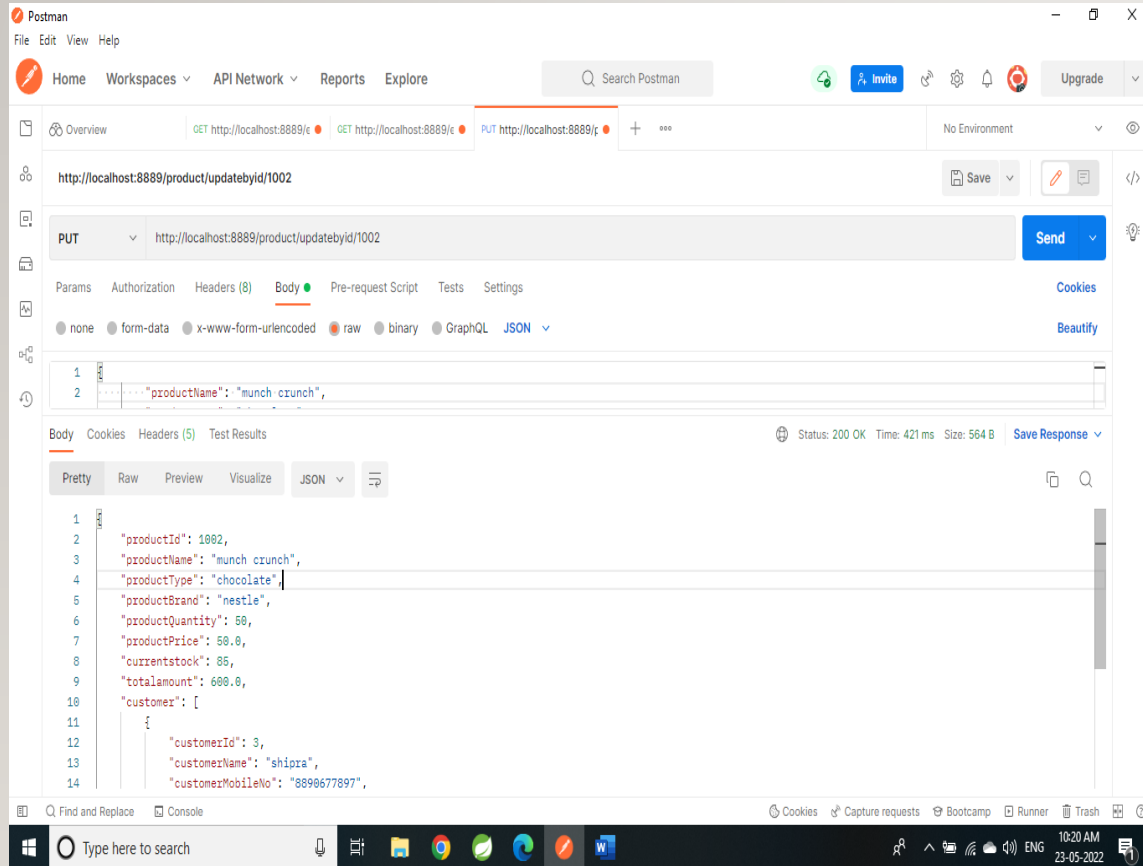 Postman
File Edit View Help
Home Workspaces API Network Reports Explore Search Postman Invite Upgrade
Overview GET http://localhost:8889/e GET http://localhost:8889/e PUT http://localhost:8889/p No Environment
http://localhost:8889/product/updatebyid/1002 Save
PUT http://localhost:8889/product/updatebyid/1002 Send
Params Authorization Headers (8) Body Pre-request Script Tests Settings Cookies
none form-data x-www-form-urlencoded raw binary GraphQL JSON Beautify
1 {
2 "productName": "munch crunch",
Body Cookies Headers (5) Test Results Status: 200 OK Time: 421 ms Size: 564 B Save Response
Pretty Raw Preview Visualize JSON
1 {
2 "productId": 1002,
3 "productName": "munch crunch",
4 "productType": "chocolate",
5 "productBrand": "nestle",
6 "productQuantity": 50,
7 "productPrice": 50.0,
8 "currentstock": 85,
9 "totalamount": 600.0,
10 "customer": [
11 {
12 "customerId": 3,
13 "customerName": "shipra",
14 "customerMobileNo": "8890677897",
Find and Replace Console Cookies Capture requests Bootcamp Runner Trash
Type here to search ENG 10:20 AM
23-05-2022 1